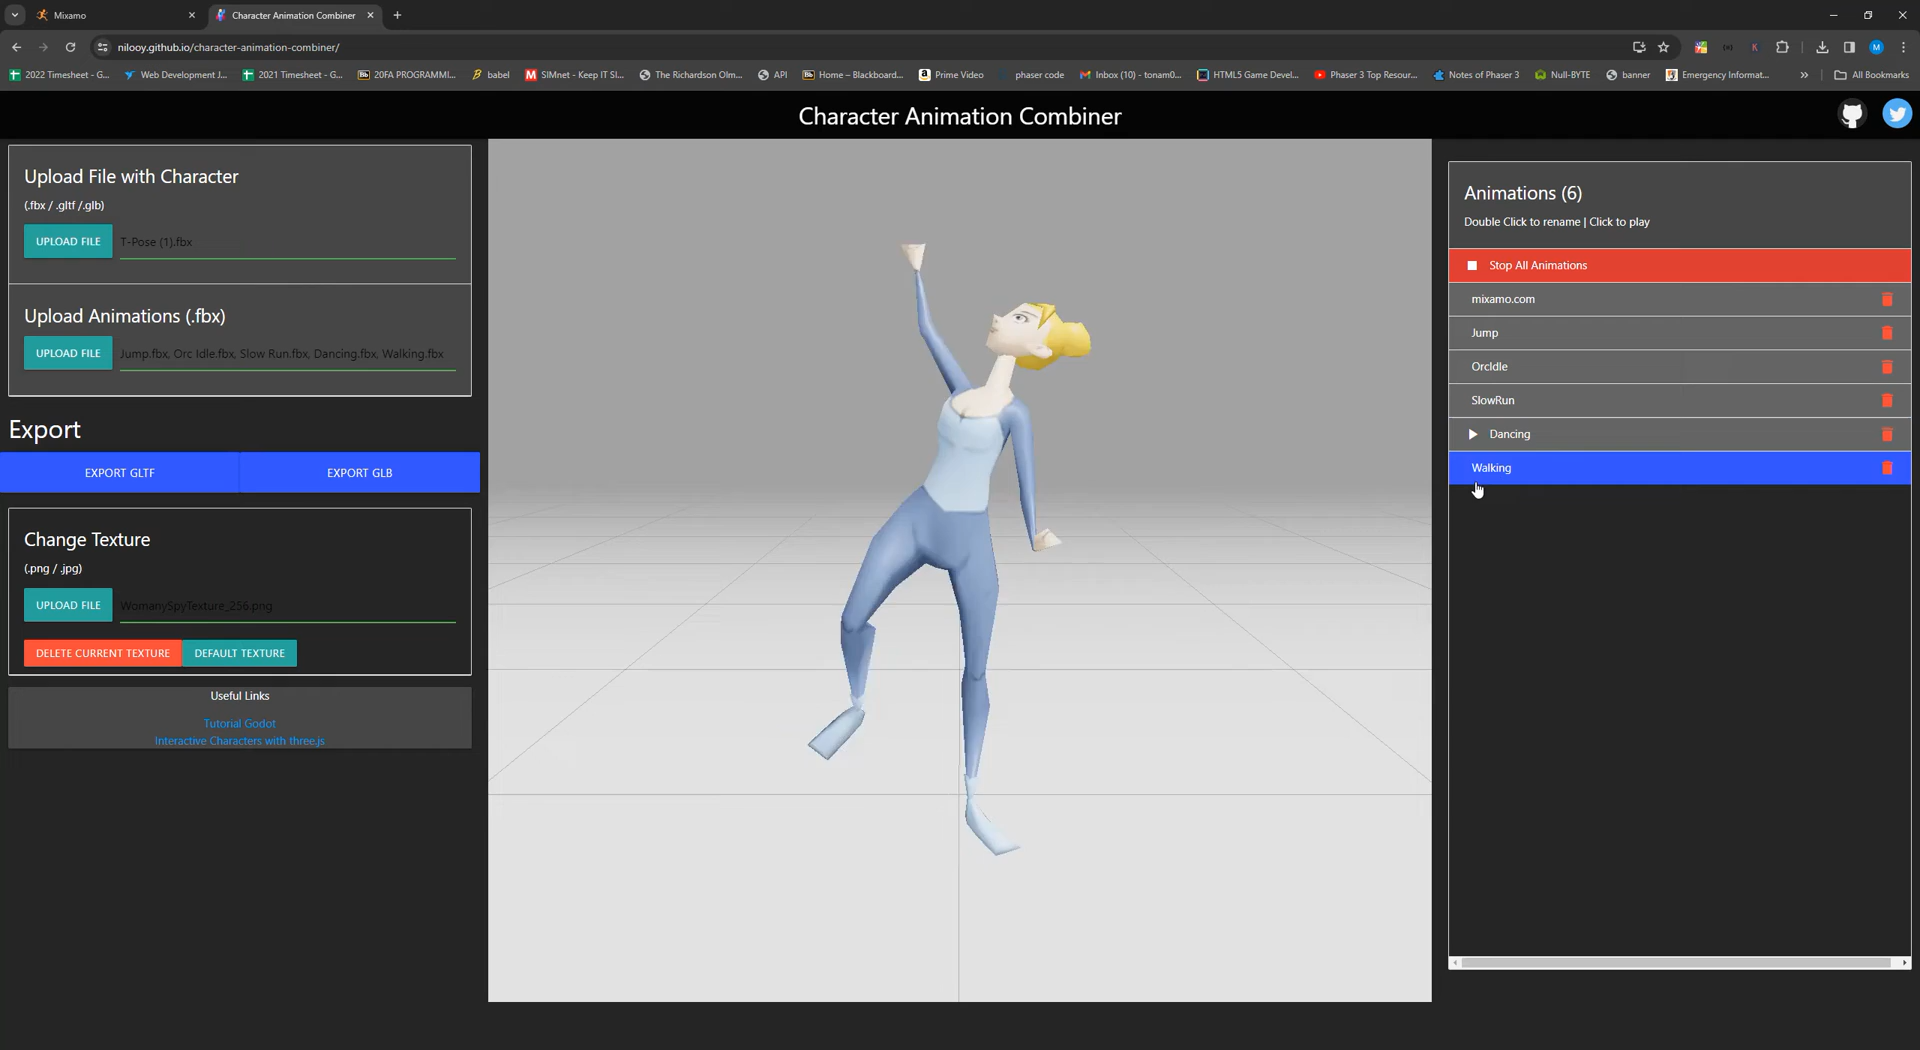 Mixamo
Character Animation Combiner
nilooy.github.io/character-animation-combiner/
2022 Timesheet - G...
Web Development J...
2021 Timesheet - G...
20FA PROGRAMMI...
babel
SIMnet - Keep IT SI...
The Richardson Olm...
API
Home – Blackboard...
Prime Video
phaser code
Inbox (10) - tonam0...
HTML5 Game Devel...
Phaser 3 Top Resour...
Notes of Phaser 3
Null-BYTE
banner
Emergency Informat...
All Bookmarks
Character Animation Combiner
Upload File with Character
(.fbx / .gltf /.glb)
UPLOAD FILE T-Pose (1).fbx
Upload Animations (.fbx)
UPLOAD FILE Jump.fbx, Orc Idle.fbx, Slow Run.fbx, Dancing.fbx, Walking.fbx
Export
EXPORT GLTF EXPORT GLB
Change Texture
(.png / .jpg)
UPLOAD FILE WomanySpyTexture_256.png
DELETE CURRENT TEXTURE DEFAULT TEXTURE
Useful Links
Tutorial Godot
Interactive Characters with three.js
Animations (6)
Double Click to rename | Click to play
Stop All Animations
mixamo.com
Jump
OrcIdle
SlowRun
Dancing
Walking